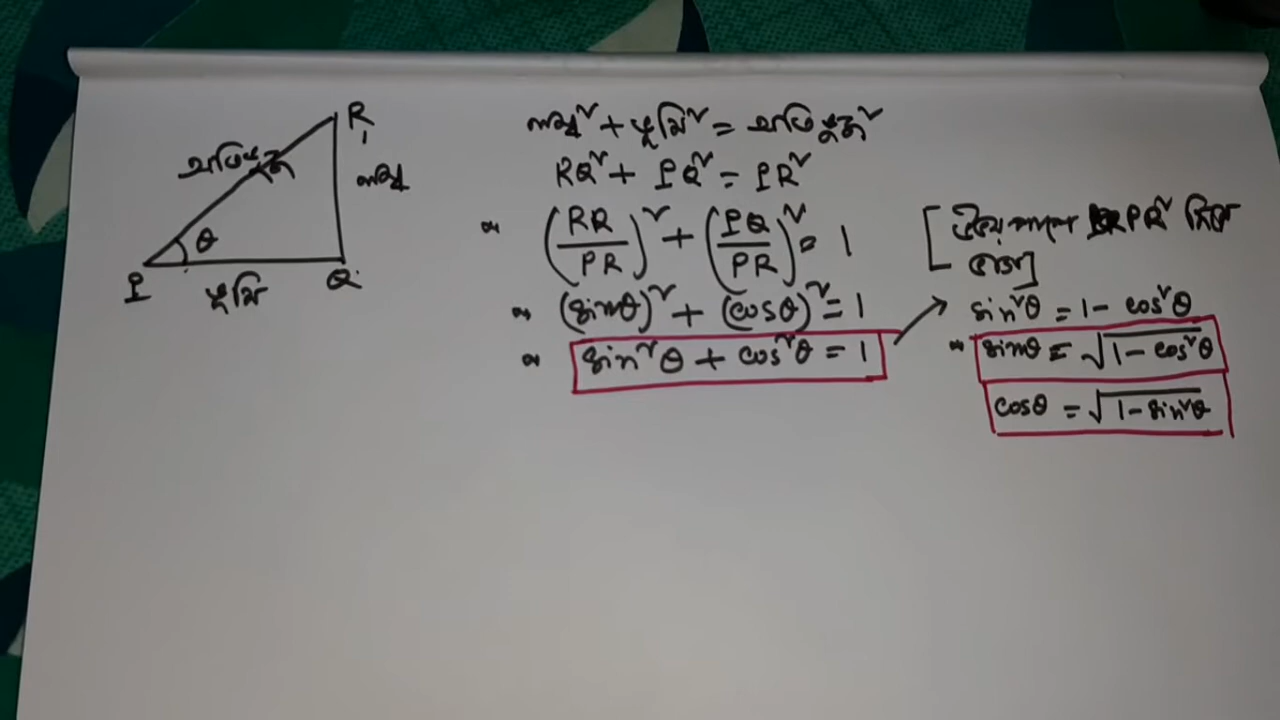 R
অতিভূজ
লম্ব
θ
P
ভূমি
Q
লম্ব² + ভূমি² = অতিভূজ²
RQ² + PQ² = PR²
বা (RQ/PR)² + (PQ/PR)² = 1
[উভয়পক্ষে PR² দিয়ে
ভাগ]
বা (sinθ)² + (cosθ)² = 1
বা sin²θ + cos²θ = 1
sin²θ = 1 - cos²θ
বা sinθ = √1 - cos²θ
cosθ = √1 - sin²θ